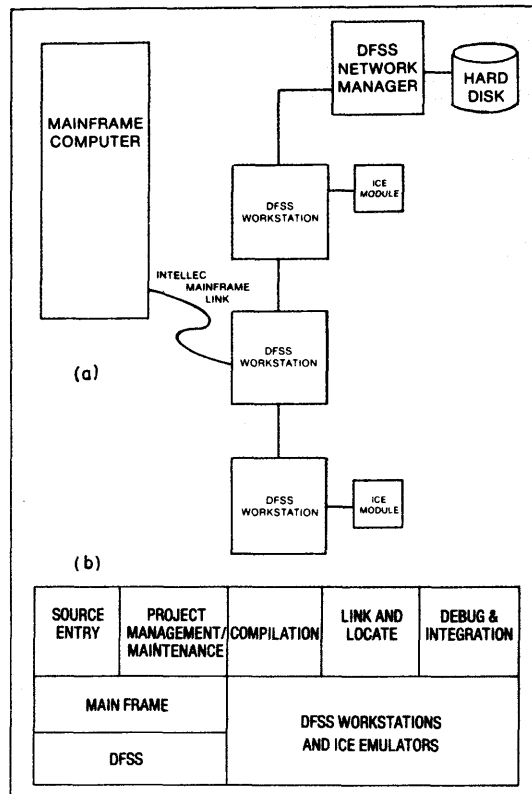 DFSS
NETWORK
MANAGER
HARD
DISK
MAINFRAME
COMPUTER
DFSS
WORKSTATION
ICE
MODULE
INTELLEC
MAINFRAME
LINK
DFSS
WORKSTATION
(a)
DFSS
WORKSTATION
ICE
MODULE
(b)
SOURCE
ENTRY
PROJECT
MANAGEMENT/
MAINTENANCE
COMPILATION
LINK AND
LOCATE
DEBUG &
INTEGRATION
MAIN FRAME
DFSS
DFSS WORKSTATIONS
AND ICE EMULATORS